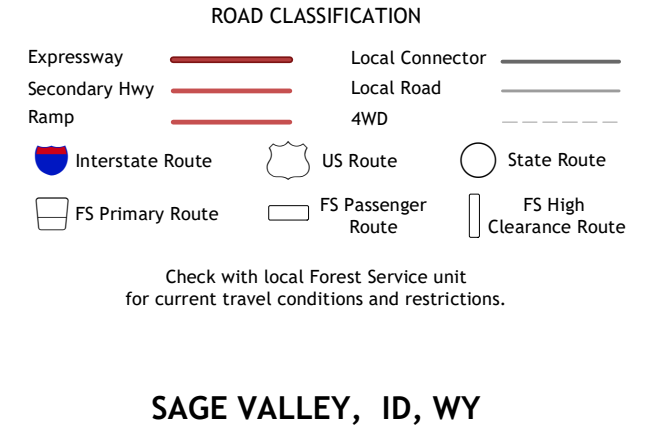 ROAD CLASSIFICATION
Expressway
Local Connector
Secondary Hwy
Local Road
Ramp
4WD
Interstate Route
US Route
State Route
FS Primary Route
FS Passenger
Route
FS High
Clearance Route
Check with local Forest Service unit
for current travel conditions and restrictions.
SAGE VALLEY, ID, WY